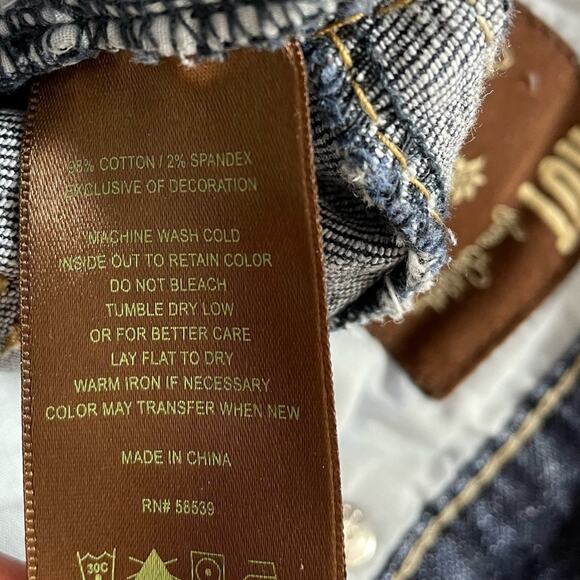 98% COTTON / 2% SPANDEX
EXCLUSIVE OF DECORATION
MACHINE WASH COLD
INSIDE OUT TO RETAIN COLOR
DO NOT BLEACH
TUMBLE DRY LOW
OR FOR BETTER CARE
LAY FLAT TO DRY
WARM IRON IF NECESSARY
COLOR MAY TRANSFER WHEN NEW
MADE IN CHINA
RN# 58539
30C